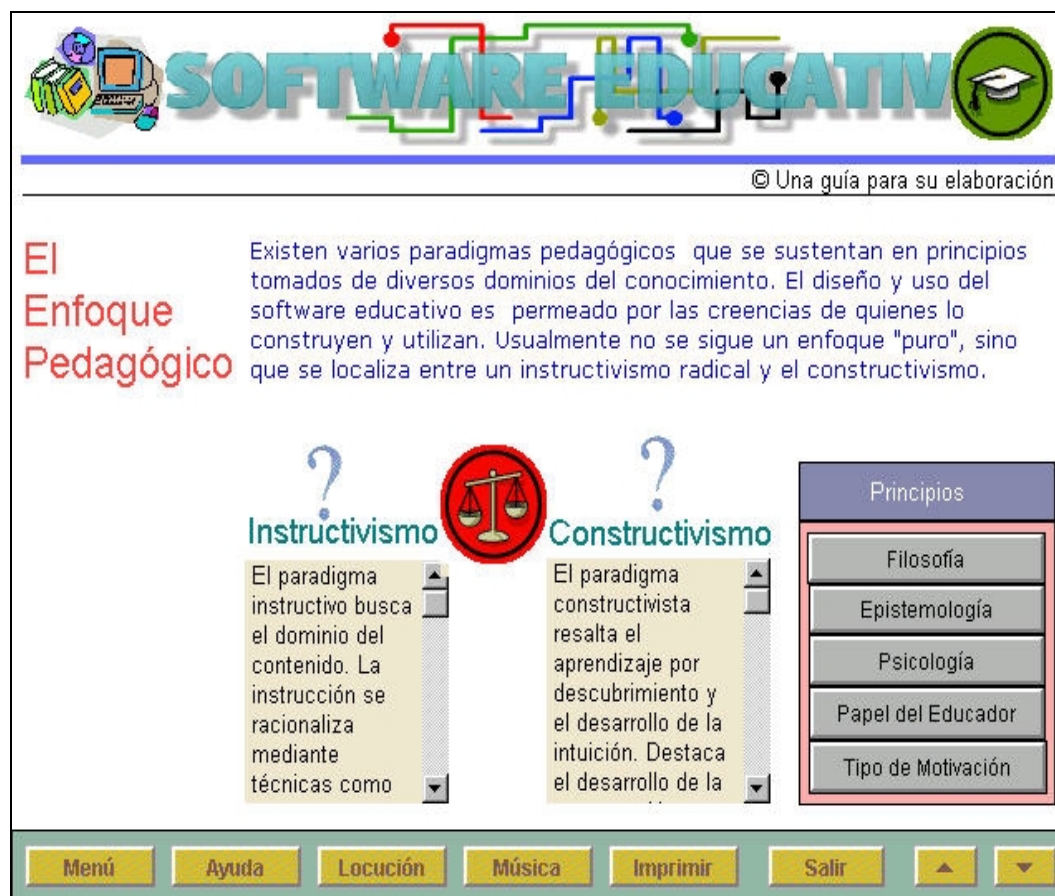 SOFTWARE EDUCATIV
© Una guía para su elaboración
El
Enfoque
Pedagógico
Existen varios paradigmas pedagógicos que se sustentan en principios
tomados de diversos dominios del conocimiento. El diseño y uso del
software educativo es permeado por las creencias de quienes lo
construyen y utilizan. Usualmente no se sigue un enfoque "puro", sino
que se localiza entre un instructivismo radical y el constructivismo.
?
Instructivismo
El paradigma
instructivo busca
el dominio del
contenido. La
instrucción se
racionaliza
mediante
técnicas como
?
Constructivismo
El paradigma
constructivista
resalta el
aprendizaje por
descubrimiento y
el desarrollo de la
intuición. Destaca
el desarrollo de la
Principios
Filosofía
Epistemología
Psicología
Papel del Educador
Tipo de Motivación
Menú
Ayuda
Locución
Música
Imprimir
Salir